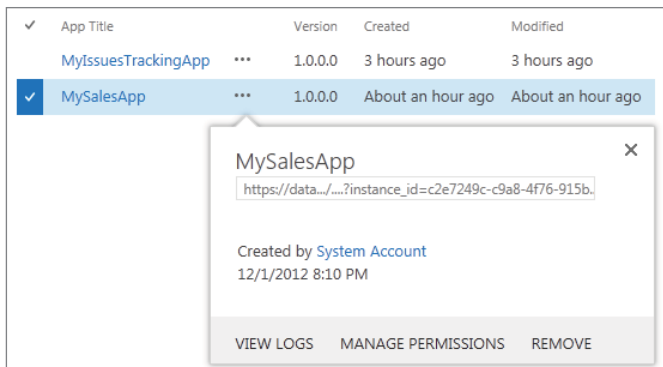 App Title Version Created Modified
MyIssuesTrackingApp ... 1.0.0.0 3 hours ago 3 hours ago
MySalesApp ... 1.0.0.0 About an hour ago About an hour ago
MySalesApp
https://data.../....?instance_id=c2e7249c-c9a8-4f76-915b.
Created by System Account
12/1/2012 8:10 PM
VIEW LOGS MANAGE PERMISSIONS REMOVE